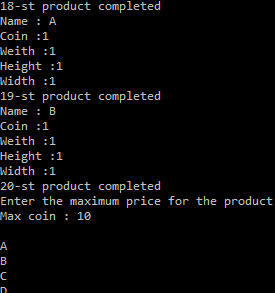 18-st product completed
Name : A
Coin :1
Weith :1
Height :1
Width :1
19-st product completed
Name : B
Coin :1
Weith :1
Height :1
Width :1
20-st product completed
Enter the maximum price for the product
Max coin : 10
A
B
C
D